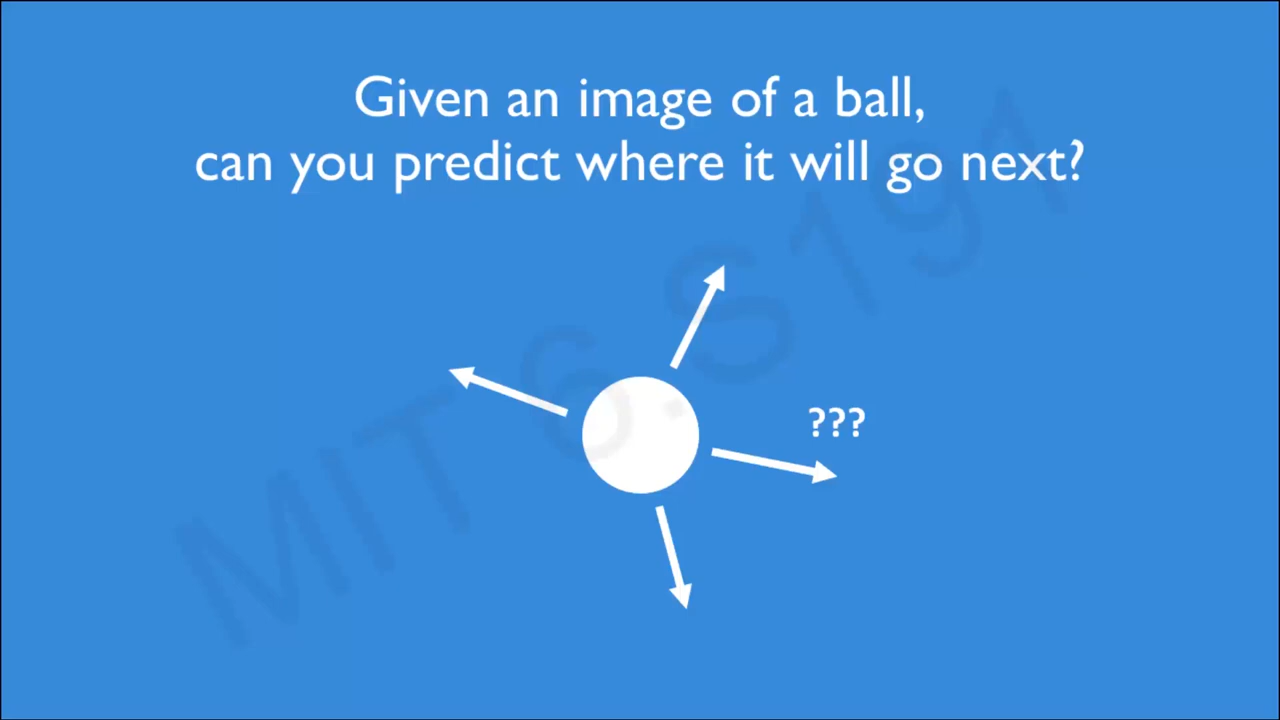 Given an image of a ball,
can you predict where it will go next?
???
MIT 6.S191